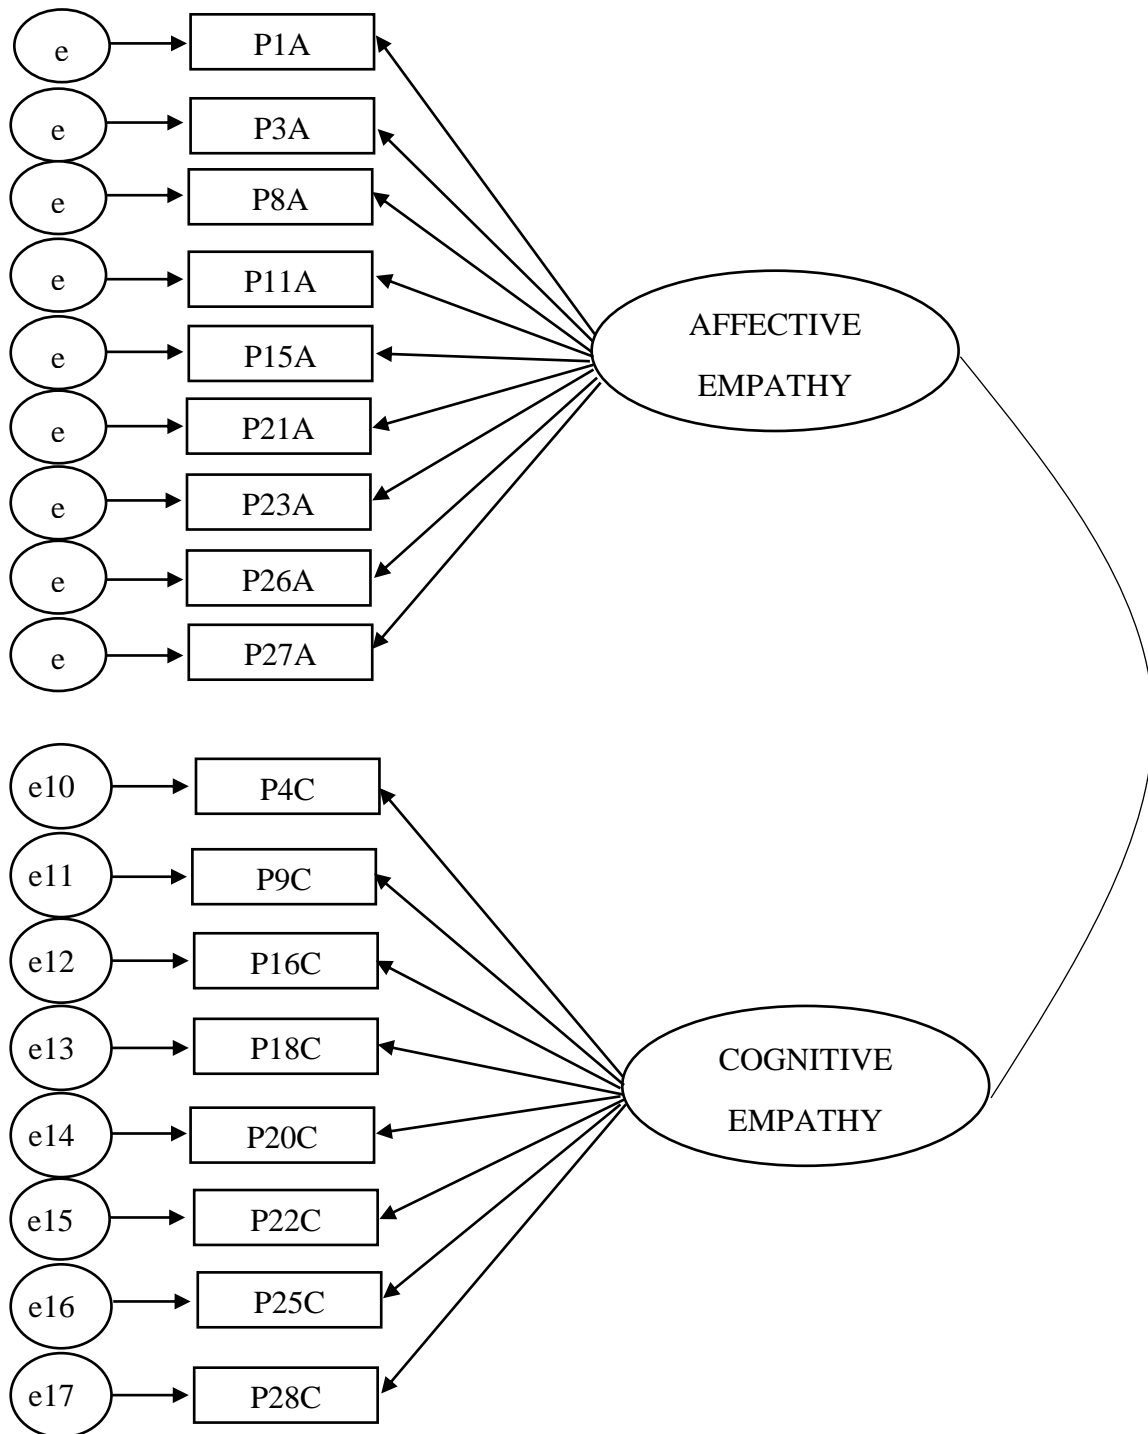 e P1A
e P3A
e P8A
e P11A
e P15A
e P21A
e P23A
e P26A
e P27A
AFFECTIVE
EMPATHY
e10 P4C
e11 P9C
e12 P16C
e13 P18C
e14 P20C
e15 P22C
e16 P25C
e17 P28C
COGNITIVE
EMPATHY